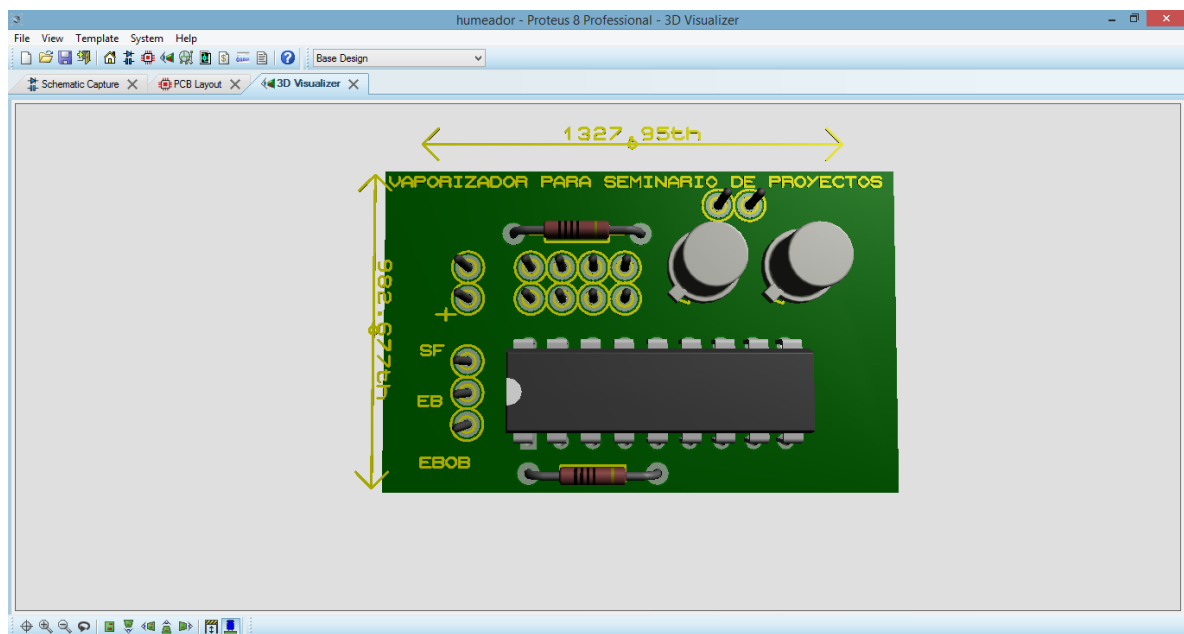 humeador - Proteus 8 Professional - 3D Visualizer
File View Template System Help
Base Design
Schematic Capture PCB Layout 3D Visualizer
1327.95th
VAPORIZADOR PARA SEMINARIO DE PROYECTOS
+
SF
EB
EBOB